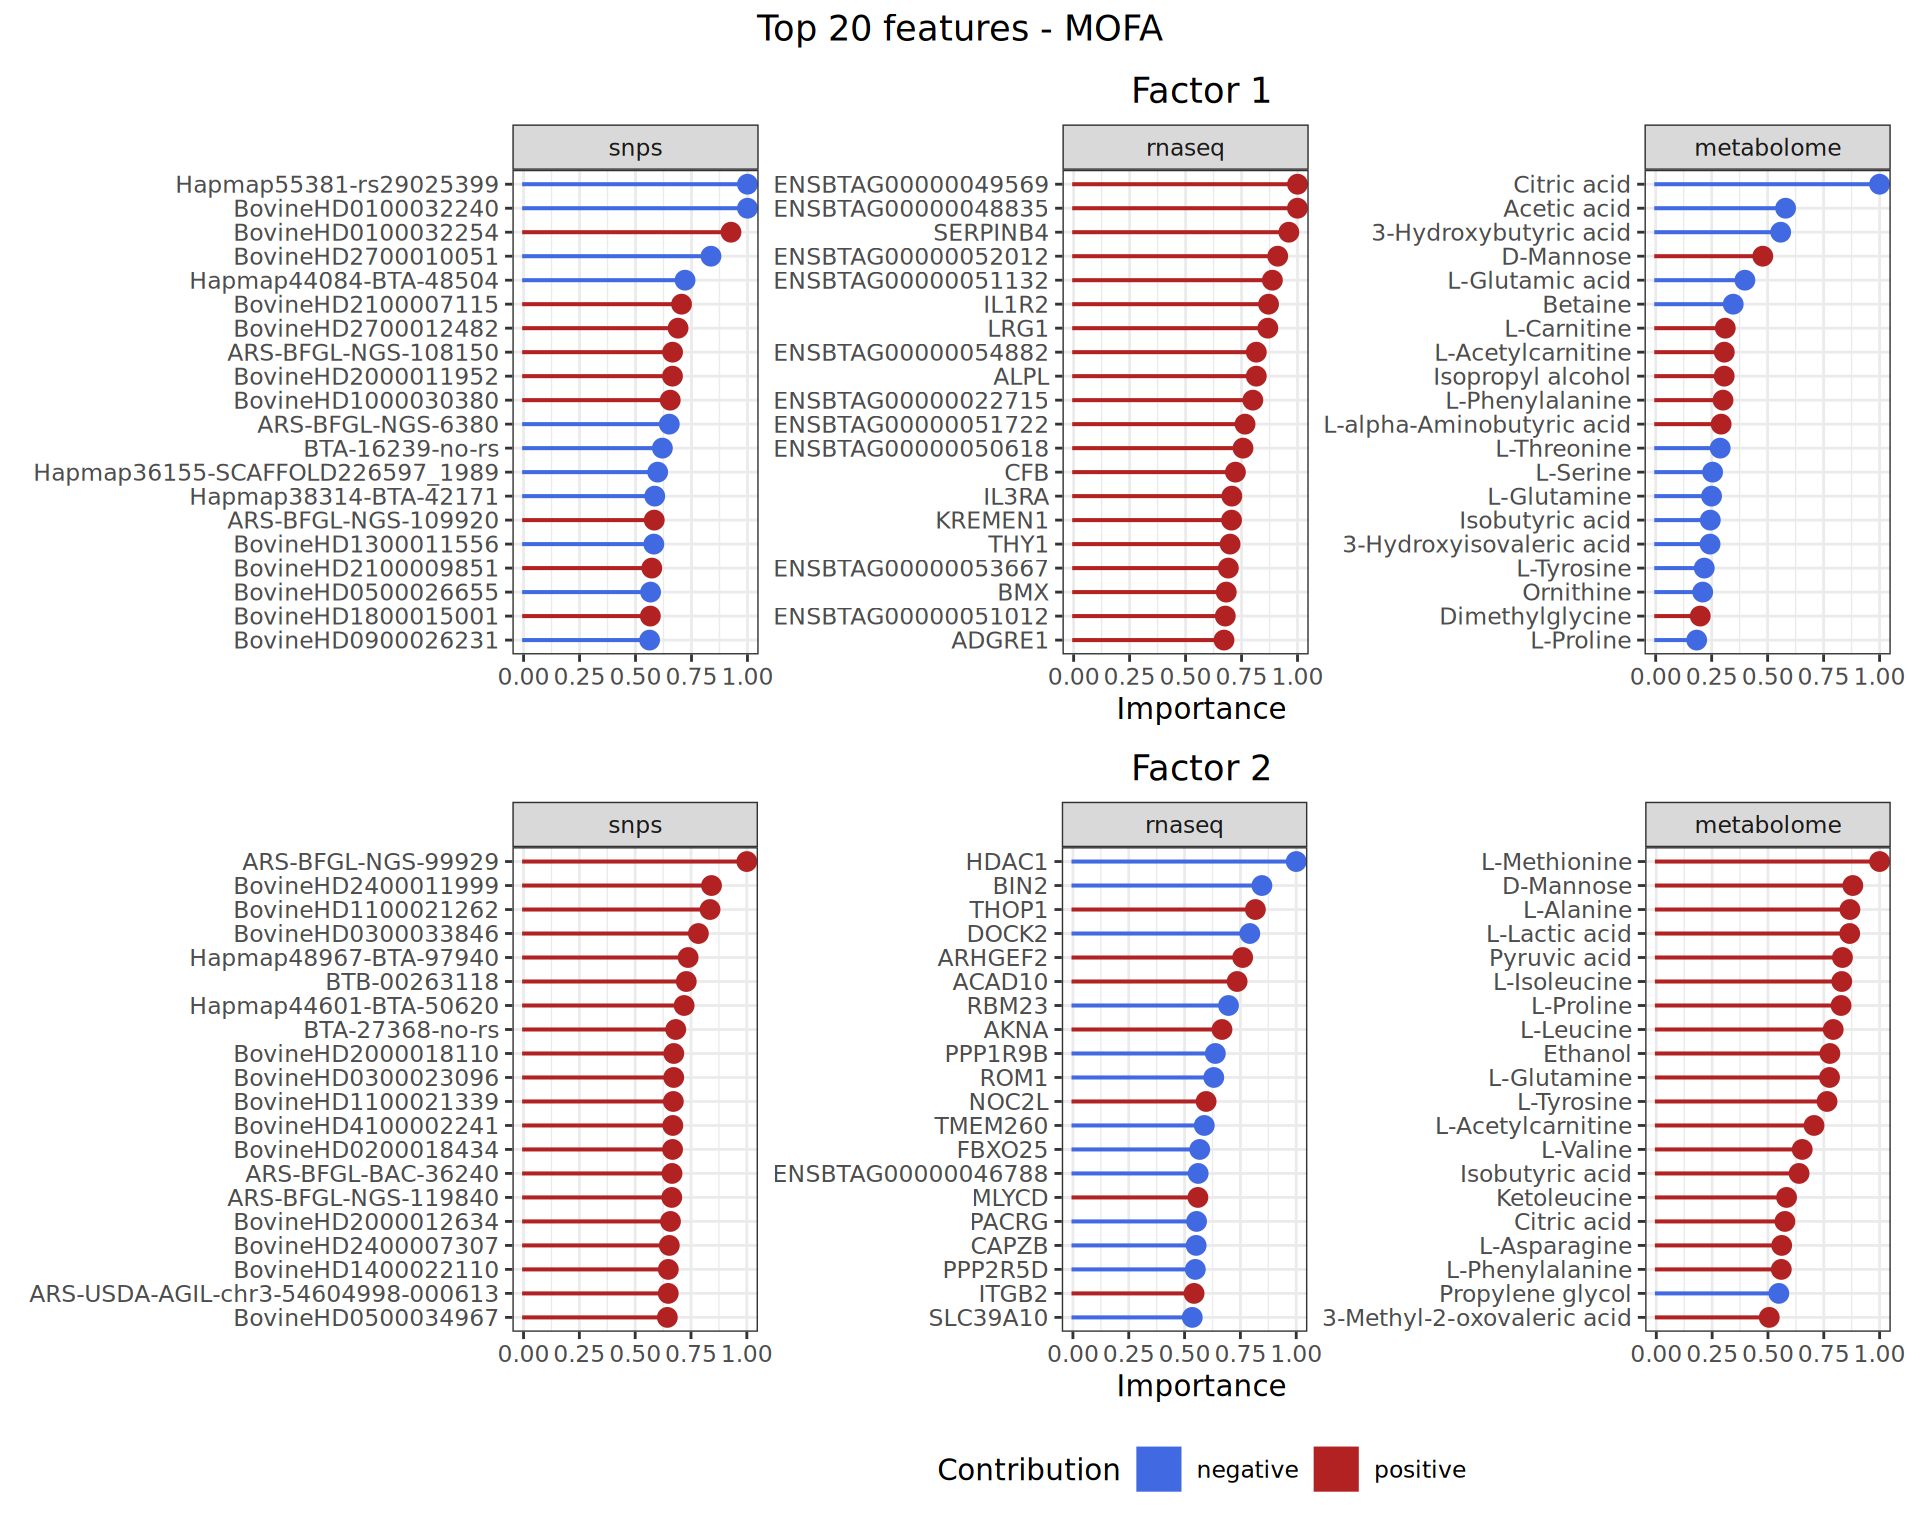 Top 20 features - MOFA
Factor 1
snps
Hapmap55381-rs29025399
BovineHD0100032240
BovineHD0100032254
BovineHD2700010051
Hapmap44084-BTA-48504
BovineHD2100007115
BovineHD2700012482
ARS-BFGL-NGS-108150
BovineHD2000011952
BovineHD1000030380
ARS-BFGL-NGS-6380
BTA-16239-no-rs
Hapmap36155-SCAFFOLD226597_1989
Hapmap38314-BTA-42171
ARS-BFGL-NGS-109920
BovineHD1300011556
BovineHD2100009851
BovineHD0500026655
BovineHD1800015001
BovineHD0900026231
0.00 0.25 0.50 0.75 1.00
rnaseq
ENSBTAG00000049569
ENSBTAG00000048835
SERPINB4
ENSBTAG00000052012
ENSBTAG00000051132
IL1R2
LRG1
ENSBTAG00000054882
ALPL
ENSBTAG00000022715
ENSBTAG00000051722
ENSBTAG00000050618
CFB
IL3RA
KREMEN1
THY1
ENSBTAG00000053667
BMX
ENSBTAG00000051012
ADGRE1
0.00 0.25 0.50 0.75 1.00
metabolome
Citric acid
Acetic acid
3-Hydroxybutyric acid
D-Mannose
L-Glutamic acid
Betaine
L-Carnitine
L-Acetylcarnitine
Isopropyl alcohol
L-Phenylalanine
L-alpha-Aminobutyric acid
L-Threonine
L-Serine
L-Glutamine
Isobutyric acid
3-Hydroxyisovaleric acid
L-Tyrosine
Ornithine
Dimethylglycine
L-Proline
0.00 0.25 0.50 0.75 1.00
Importance
Factor 2
snps
ARS-BFGL-NGS-99929
BovineHD2400011999
BovineHD1100021262
BovineHD0300033846
Hapmap48967-BTA-97940
BTB-00263118
Hapmap44601-BTA-50620
BTA-27368-no-rs
BovineHD2000018110
BovineHD0300023096
BovineHD1100021339
BovineHD4100002241
BovineHD0200018434
ARS-BFGL-BAC-36240
ARS-BFGL-NGS-119840
BovineHD2000012634
BovineHD2400007307
BovineHD1400022110
ARS-USDA-AGIL-chr3-54604998-000613
BovineHD0500034967
0.00 0.25 0.50 0.75 1.00
rnaseq
HDAC1
BIN2
THOP1
DOCK2
ARHGEF2
ACAD10
RBM23
AKNA
PPP1R9B
ROM1
NOC2L
TMEM260
FBXO25
ENSBTAG00000046788
MLYCD
PACRG
CAPZB
PPP2R5D
ITGB2
SLC39A10
0.00 0.25 0.50 0.75 1.00
metabolome
L-Methionine
D-Mannose
L-Alanine
L-Lactic acid
Pyruvic acid
L-Isoleucine
L-Proline
L-Leucine
Ethanol
L-Glutamine
L-Tyrosine
L-Acetylcarnitine
L-Valine
Isobutyric acid
Ketoleucine
Citric acid
L-Asparagine
L-Phenylalanine
Propylene glycol
3-Methyl-2-oxovaleric acid
0.00 0.25 0.50 0.75 1.00
Importance
Contribution negative positive